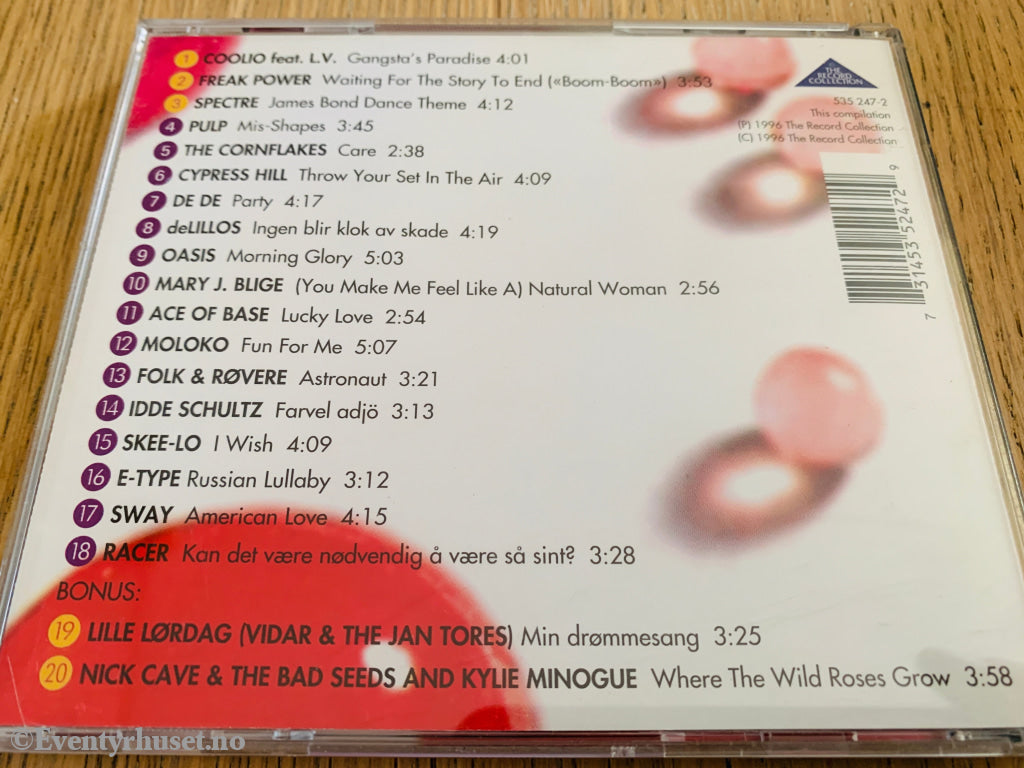 1 COOLIO feat. L.V. Gangsta's Paradise 4:01
2 FREAK POWER Waiting For The Story To End («Boom-Boom») 3:53
3 SPECTRE James Bond Dance Theme 4:12
4 PULP Mis-Shapes 3:45
5 THE CORNFLAKES Care 2:38
6 CYPRESS HILL Throw Your Set In The Air 4:09
7 DE DE Party 4:17
8 deLILLOS Ingen blir klok av skade 4:19
9 OASIS Morning Glory 5:03
10 MARY J. BLIGE (You Make Me Feel Like A) Natural Woman 2:56
11 ACE OF BASE Lucky Love 2:54
12 MOLOKO Fun For Me 5:07
13 FOLK & RØVERE Astronaut 3:21
14 IDDE SCHULTZ Farvel adjö 3:13
15 SKEE-LO I Wish 4:09
16 E-TYPE Russian Lullaby 3:12
17 SWAY American Love 4:15
18 RACER Kan det være nødvendig å være så sint? 3:28
BONUS:
19 LILLE LØRDAG (VIDAR & THE JAN TORES) Min drømmesang 3:25
20 NICK CAVE & THE BAD SEEDS AND KYLIE MINOGUE Where The Wild Roses Grow 3:58
THE
RECORD
COLLECTION
535 247-2
This compilation
(P) 1996 The Record Collection
(C) 1996 The Record Collection
7 31453 52472 9
©Eventyrhuset.no